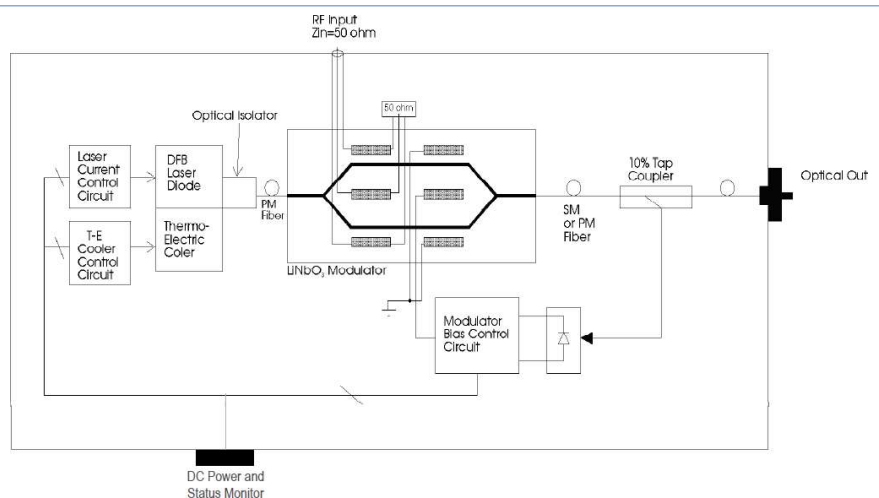 RF Input
Zin=50 ohm
50 ohm
Optical Isolator
Laser
Current
Control
Circuit
DFB
Laser
Diode
10% Tap
Coupler
Optical Out
PM
Fiber
SM
or PM
Fiber
T-E
Cooler
Control
Circuit
Thermo-
Electric
Coler
LiNbO₃ Modulator
Modulator
Bias Control
Circuit
DC Power and
Status Monitor